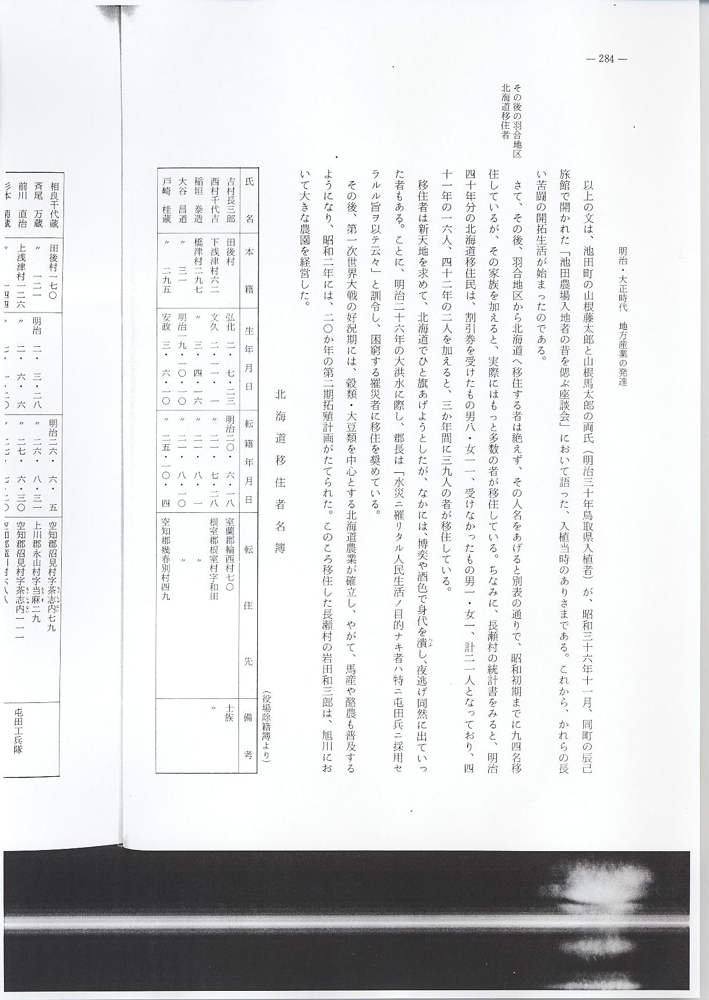 — 284 —
明治・大正時代　地方産業の発達
その後の羽合地区
北海道移住者
以上の文は、池田町の山根藤太郎と山根馬太郎の両氏（明治三十年鳥取県入植者）が、昭和三十六年十一月、同町の辰己
旅館で開かれた「池田農場入地者の昔を偲ぶ座談会」において語った、入植当時のありさまである。これから、かれらの長
い苦闘の開拓生活が始まったのである。
さて、その後、羽合地区から北海道へ移住する者は絶えず、その人名をあげると別表の通りで、昭和初期までに九四名移
住しているが、その家族を加えると、実際にはもっと多数の者が移住している。ちなみに、長瀬村の統計書をみると、明治
四十年分の北海道移住民は、割引券を受けたもの男八・女一一、受けなかったもの男一・女一、計二一人となっており、四
十一年の一六人、四十二年の二人を加えると、三か年間に三九人の者が移住している。
移住者は新天地を求めて、北海道でひと旗あげようとしたが、なかには、博奕や酒色で身代を潰し、夜逃げ同然に出ていっ
つぶ
た者もある。ことに、明治二十六年の大洪水に際し、郡長は「水災ニ罹リタル人民生活ノ目的ナキ者ハ特ニ屯田兵ニ採用セ
ラルル旨ヲ以テ云々」と訓令し、困窮する罹災者に移住を奨めている。
その後、第一次世界大戦の好況期には、穀類・大豆類を中心とする北海道農業が確立し、やがて、馬産や酪農も普及する
ようになり、昭和二年には、二〇か年の第二期拓殖計画がたてられた。このころ移住した長瀬村の岩田和三郎は、旭川にお
いて大きな農園を経営した。
北海道移住者名簿
（役場除籍簿より）
氏名　本籍　生年月日　転籍年月日　転住先　備考
吉村長三郎　田後村　弘化二・七・二三　明治二〇・六・一八　室蘭郡輪西村七〇　士族
西村千代吉　下浅津村六二　文久二・一一・一　〃二一・七・二八　根室郡根室村字和田　〃
稲垣泰造　橋津村二九七　〃三・四・一六　〃二一・八・一　〃
大谷昌道　〃三一　明治一九・一〇・一〇　〃二一・八・一〇　〃
戸崎桂蔵　〃二九五　安政三・六・一〇　〃二五・一〇・四　空知郡幾春別村四九
相良千代蔵　田後村一七〇　明治二六・六・五　空知郡沼見村字茶志内七九
ちゃしゅない
斉尾万蔵　〃一二一　明治二・三・二八　〃二六・八・三一　上川郡永山村字当麻二九　屯田工兵隊
とうま
前川直治　上浅津村一二六　〃二・六・六　〃二七・六・三〇　空知郡沼見村字茶志内一一一
ちゃしゅない